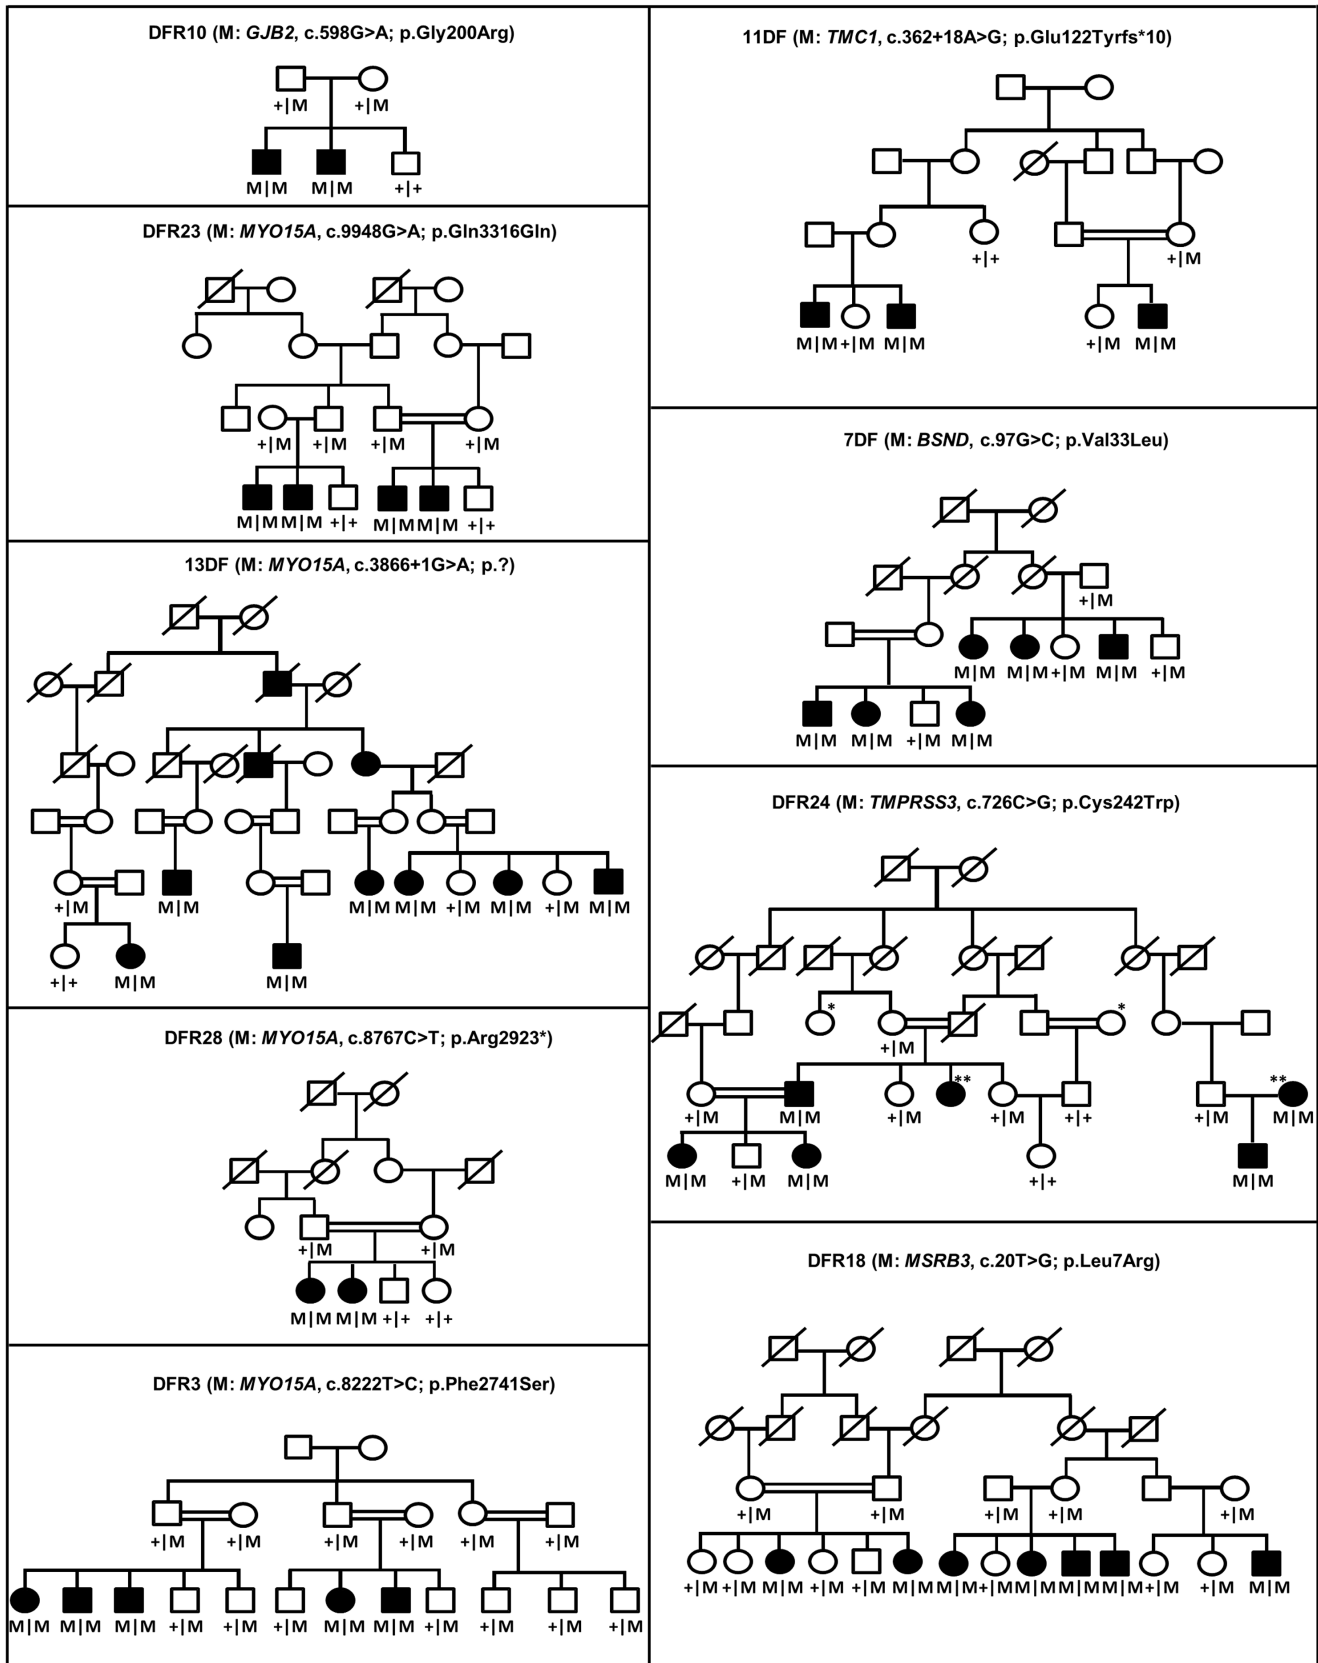 DFR10 (M: GJB2, c.598G>A; p.Gly200Arg)
+|M +|M
M|M M|M +|+
DFR23 (M: MYO15A, c.9948G>A; p.Gln3316Gln)
+|M +|M +|M +|M
M|M M|M +|+ M|M M|M +|+
13DF (M: MYO15A, c.3866+1G>A; p.?)
+|M M|M M|M M|M +|M M|M +|M M|M
+|+ M|M M|M
DFR28 (M: MYO15A, c.8767C>T; p.Arg2923*)
+|M +|M
M|M M|M +|+ +|+
DFR3 (M: MYO15A, c.8222T>C; p.Phe2741Ser)
+|M +|M +|M +|M +|M +|M
M|M M|M M|M +|M +|M +|M M|M M|M +|M +|M +|M +|M
11DF (M: TMC1, c.362+18A>G; p.Glu122Tyrfs*10)
+|+ +|M
M|M +|M M|M +|M M|M
7DF (M: BSND, c.97G>C; p.Val33Leu)
+|M
M|M M|M +|M M|M +|M
M|M M|M +|M M|M
DFR24 (M: TMPRSS3, c.726C>G; p.Cys242Trp)
* *
+|M
** **
+|M M|M +|M +|M +|+ +|M M|M
M|M +|M M|M +|+ M|M
DFR18 (M: MSRB3, c.20T>G; p.Leu7Arg)
+|M +|M +|M +|M +|M
+|M +|M M|M +|M +|M M|M M|M +|M M|M M|M M|M +|M +|M M|M